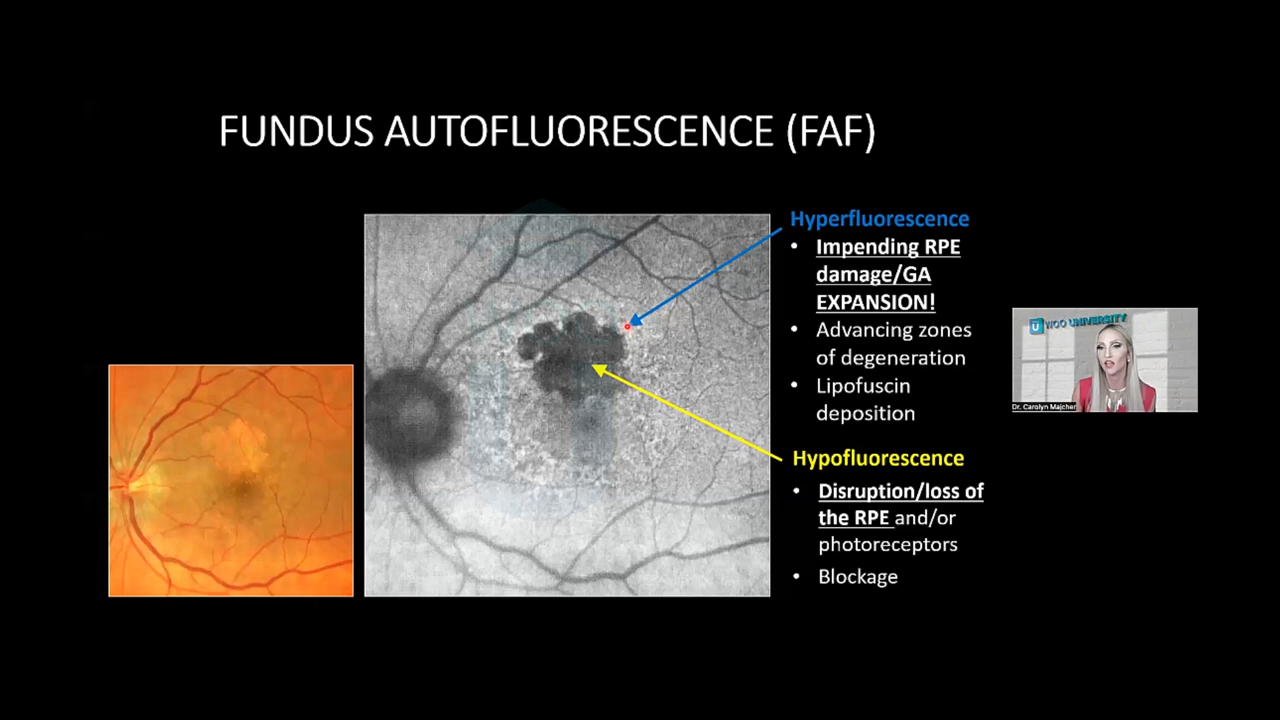 FUNDUS AUTOFLUORESCENCE (FAF)
Hyperfluorescence
• Impending RPE
damage/GA
EXPANSION!
• Advancing zones
of degeneration
• Lipofuscin
deposition
Hypofluorescence
• Disruption/loss of
the RPE and/or
photoreceptors
• Blockage
U WOO UNIVERSITY
Dr. Carolyn Majcher